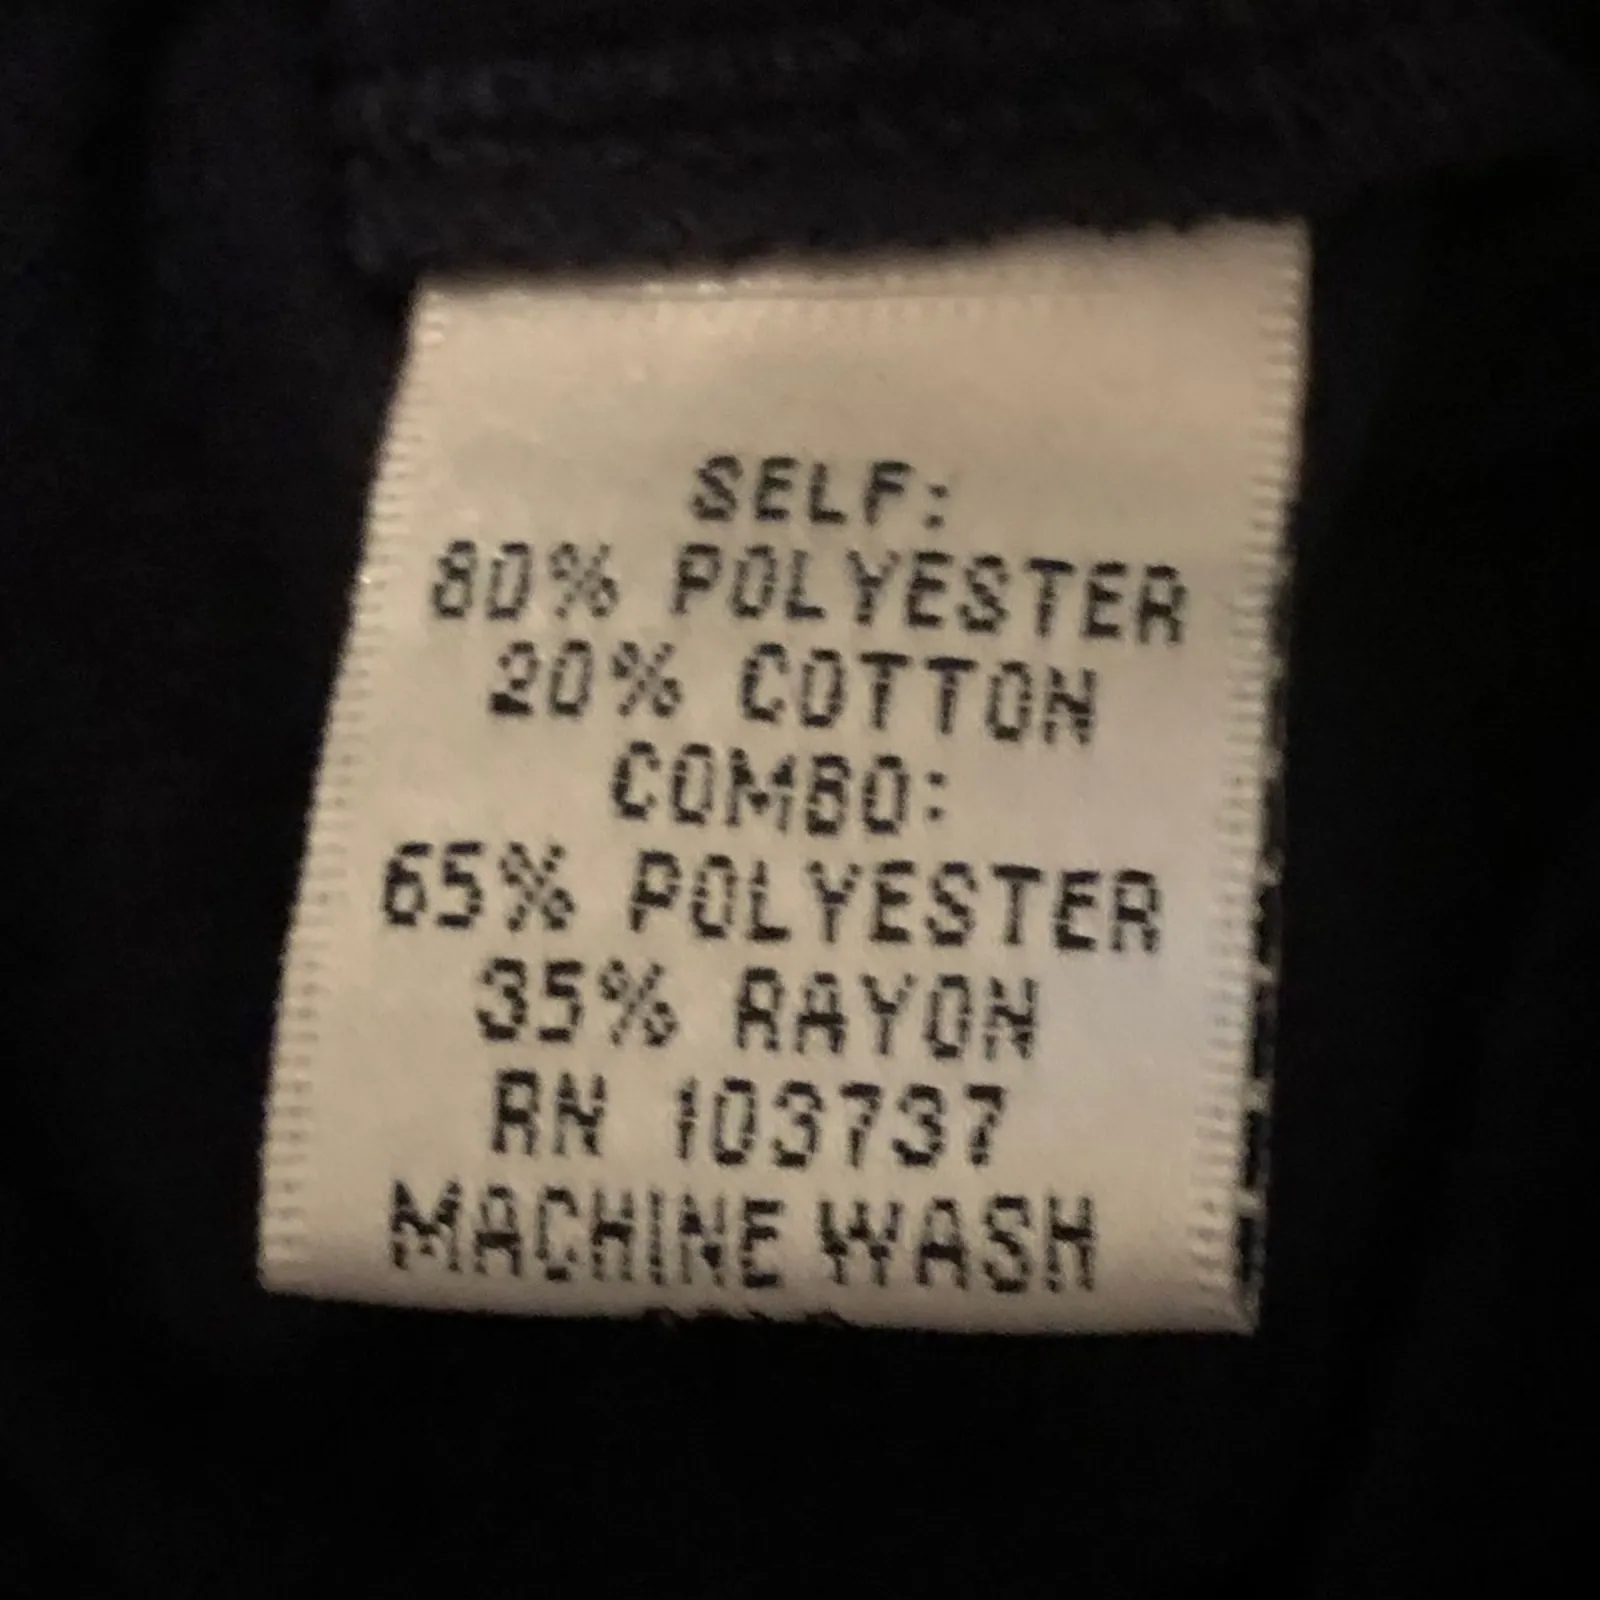 SELF:
80% POLYESTER
20% COTTON
COMBO:
65% POLYESTER
35% RAYON
RN 103737
MACHINE WASH